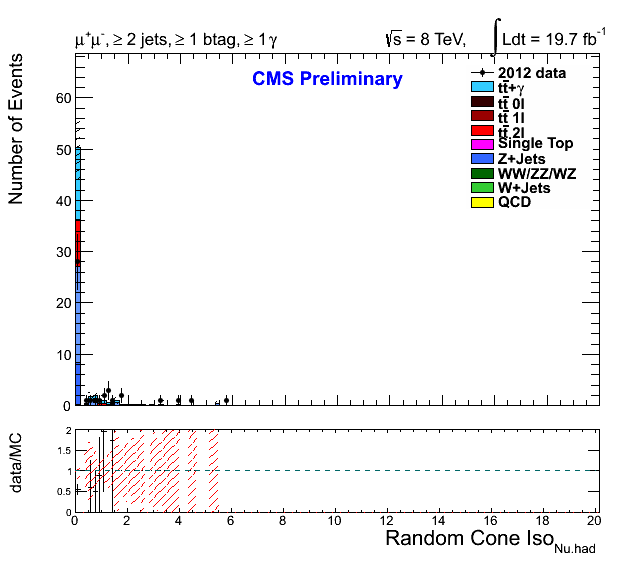 μ⁺μ⁻, ≥ 2 jets, ≥ 1 btag, ≥ 1 γ
√s = 8 TeV, ∫ Ldt = 19.7 fb⁻¹
CMS Preliminary
2012 data
tt̄+γ
tt̄ 0l
tt̄ 1l
tt̄ 2l
Single Top
Z+Jets
WW/ZZ/WZ
W+Jets
QCD
Number of Events
60
50
40
30
20
10
0
data/MC
2
1.5
1
0.5
0
0 2 4 6 8 10 12 14 16 18 20
Random Cone Iso Nu.had